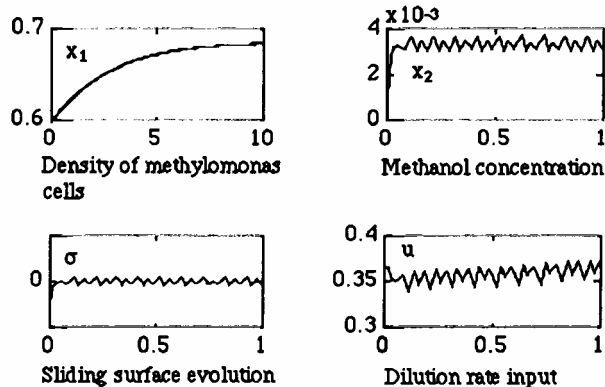 0.7
x1
0.6
0
5
10
Density of methylomonas
cells
x10-3
4
2
0
x2
0
0.5
1
Methanol concentration
σ
0
0
0.5
1
Sliding surface evolution
0.4
u
0.35
0.3
0
0.5
1
Dilution rate input